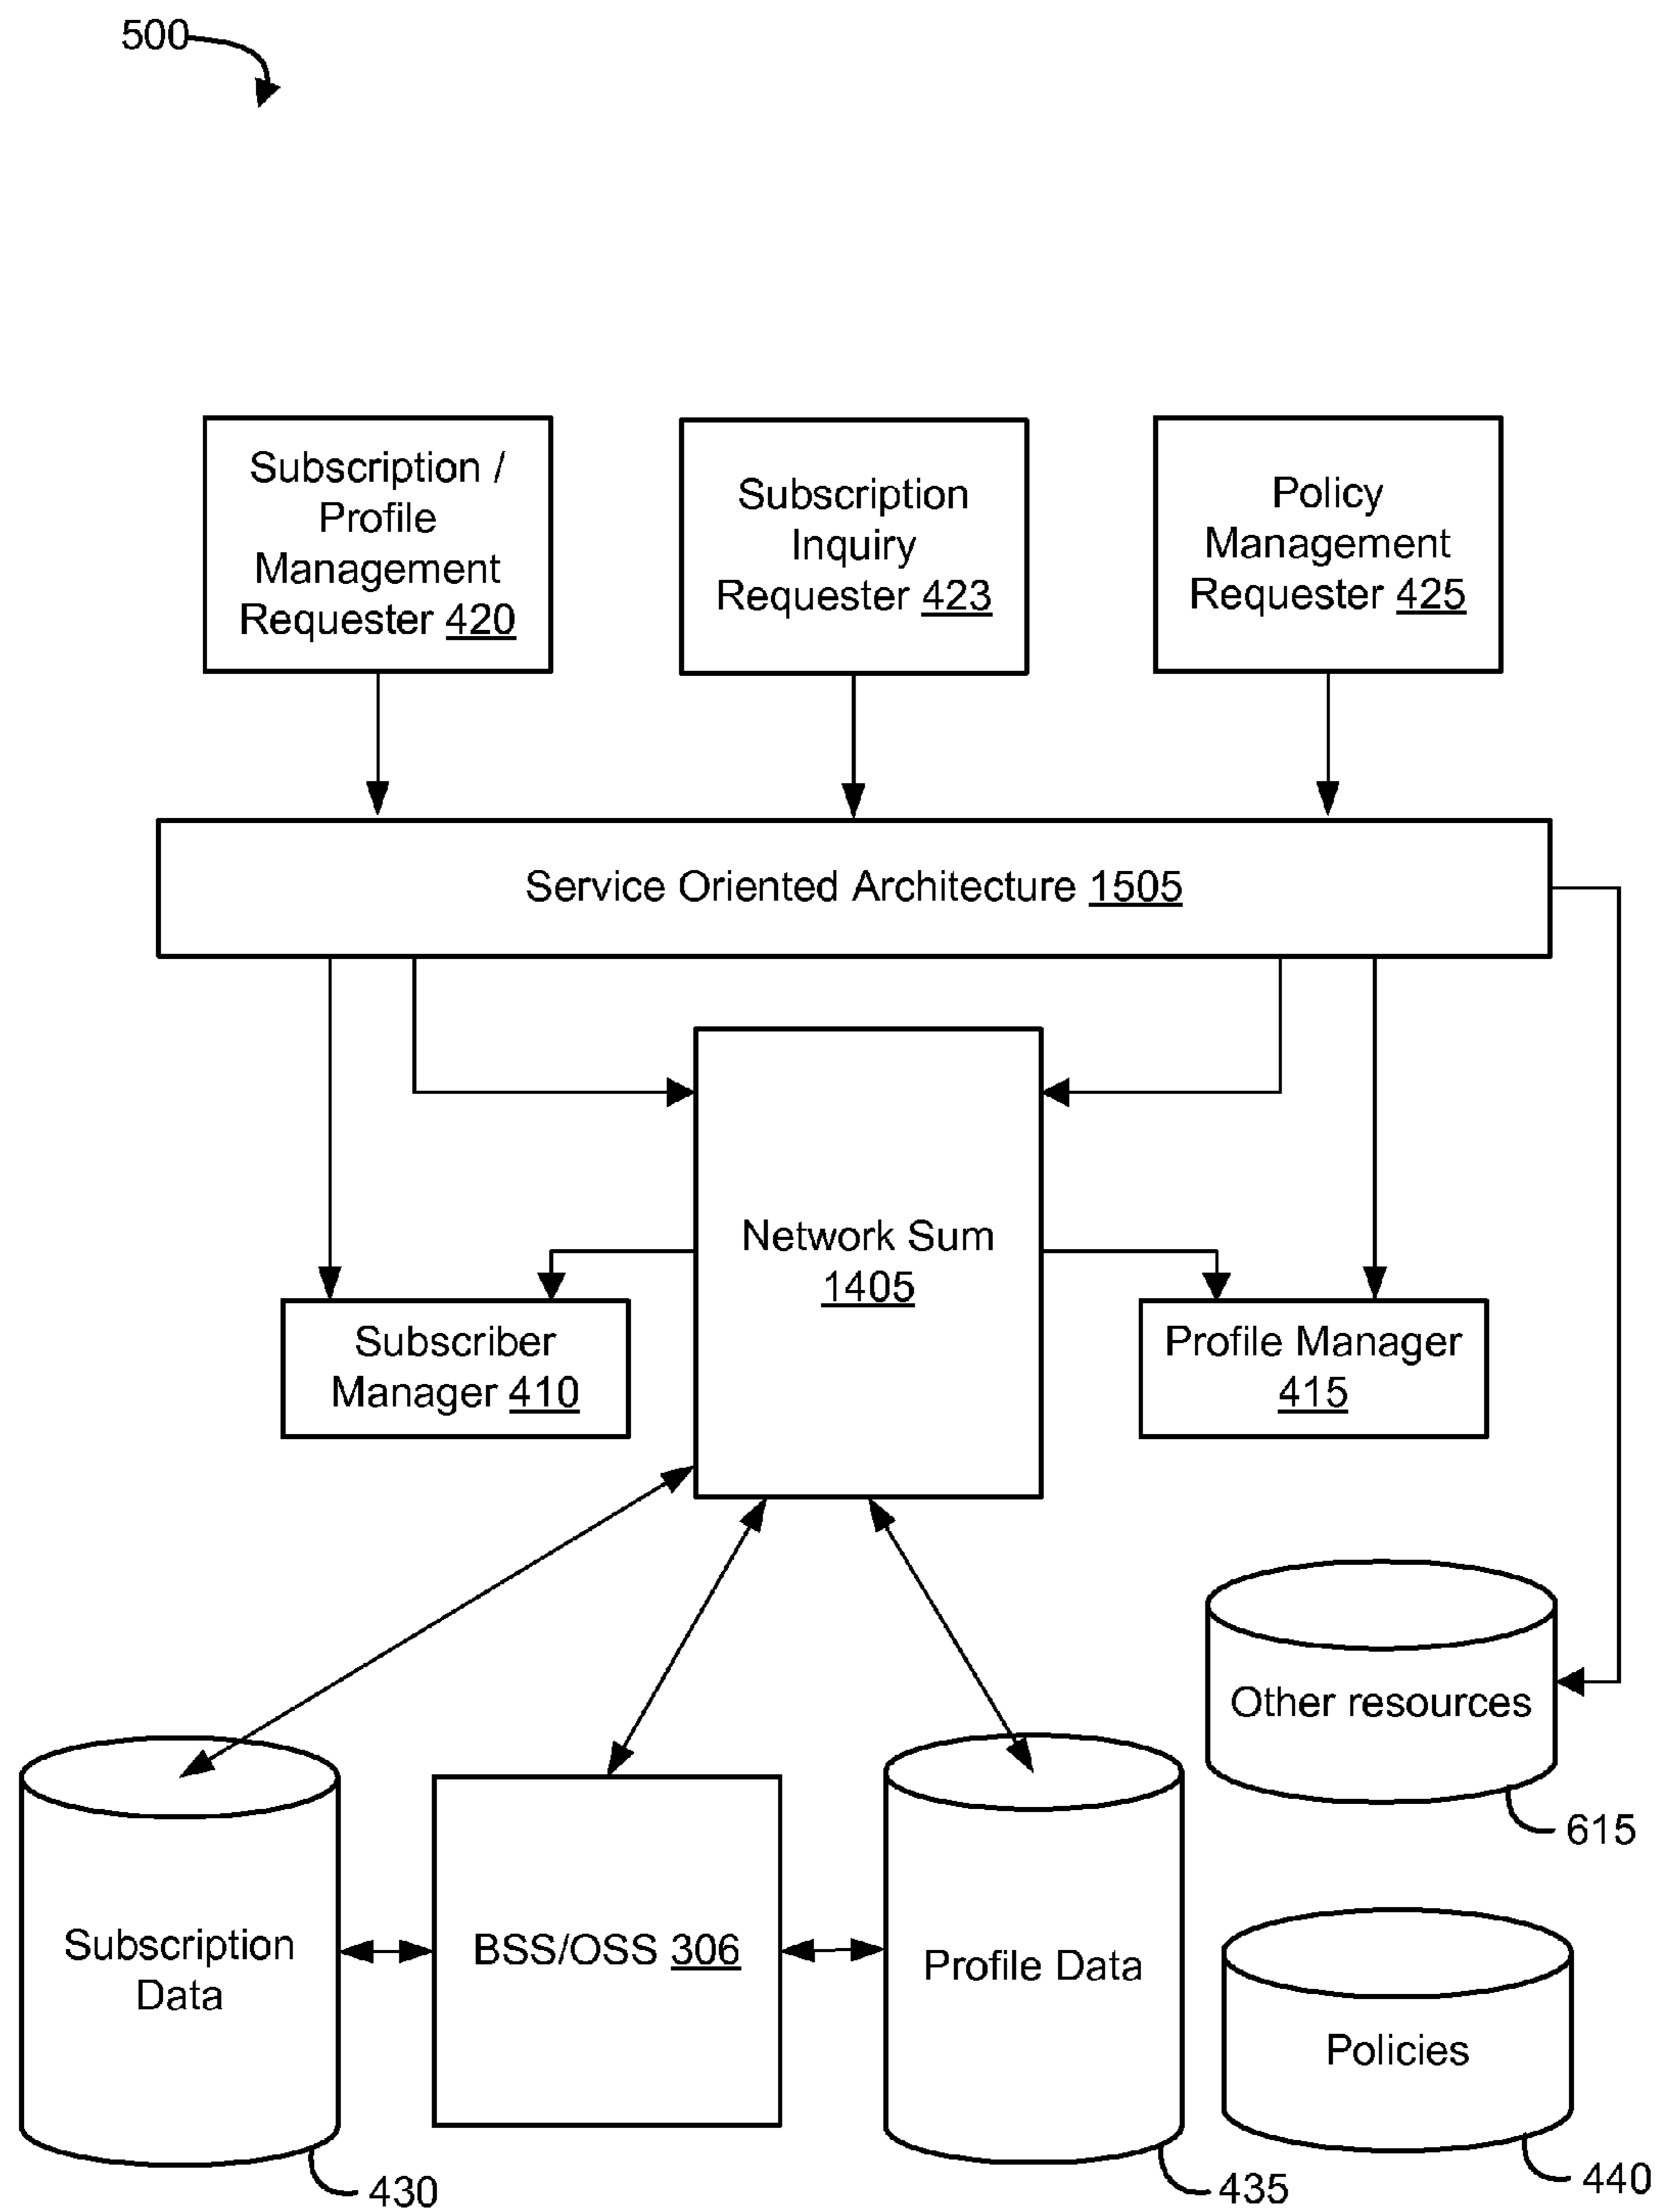 500
Subscription /
Profile
Management
Requester 420
Subscription
Inquiry
Requester 423
Policy
Management
Requester 425
Service Oriented Architecture 1505
Network Sum
1405
Subscriber
Manager 410
Profile Manager
415
Other resources
615
Subscription
Data
430
BSS/OSS 306
Profile Data
435
Policies
440